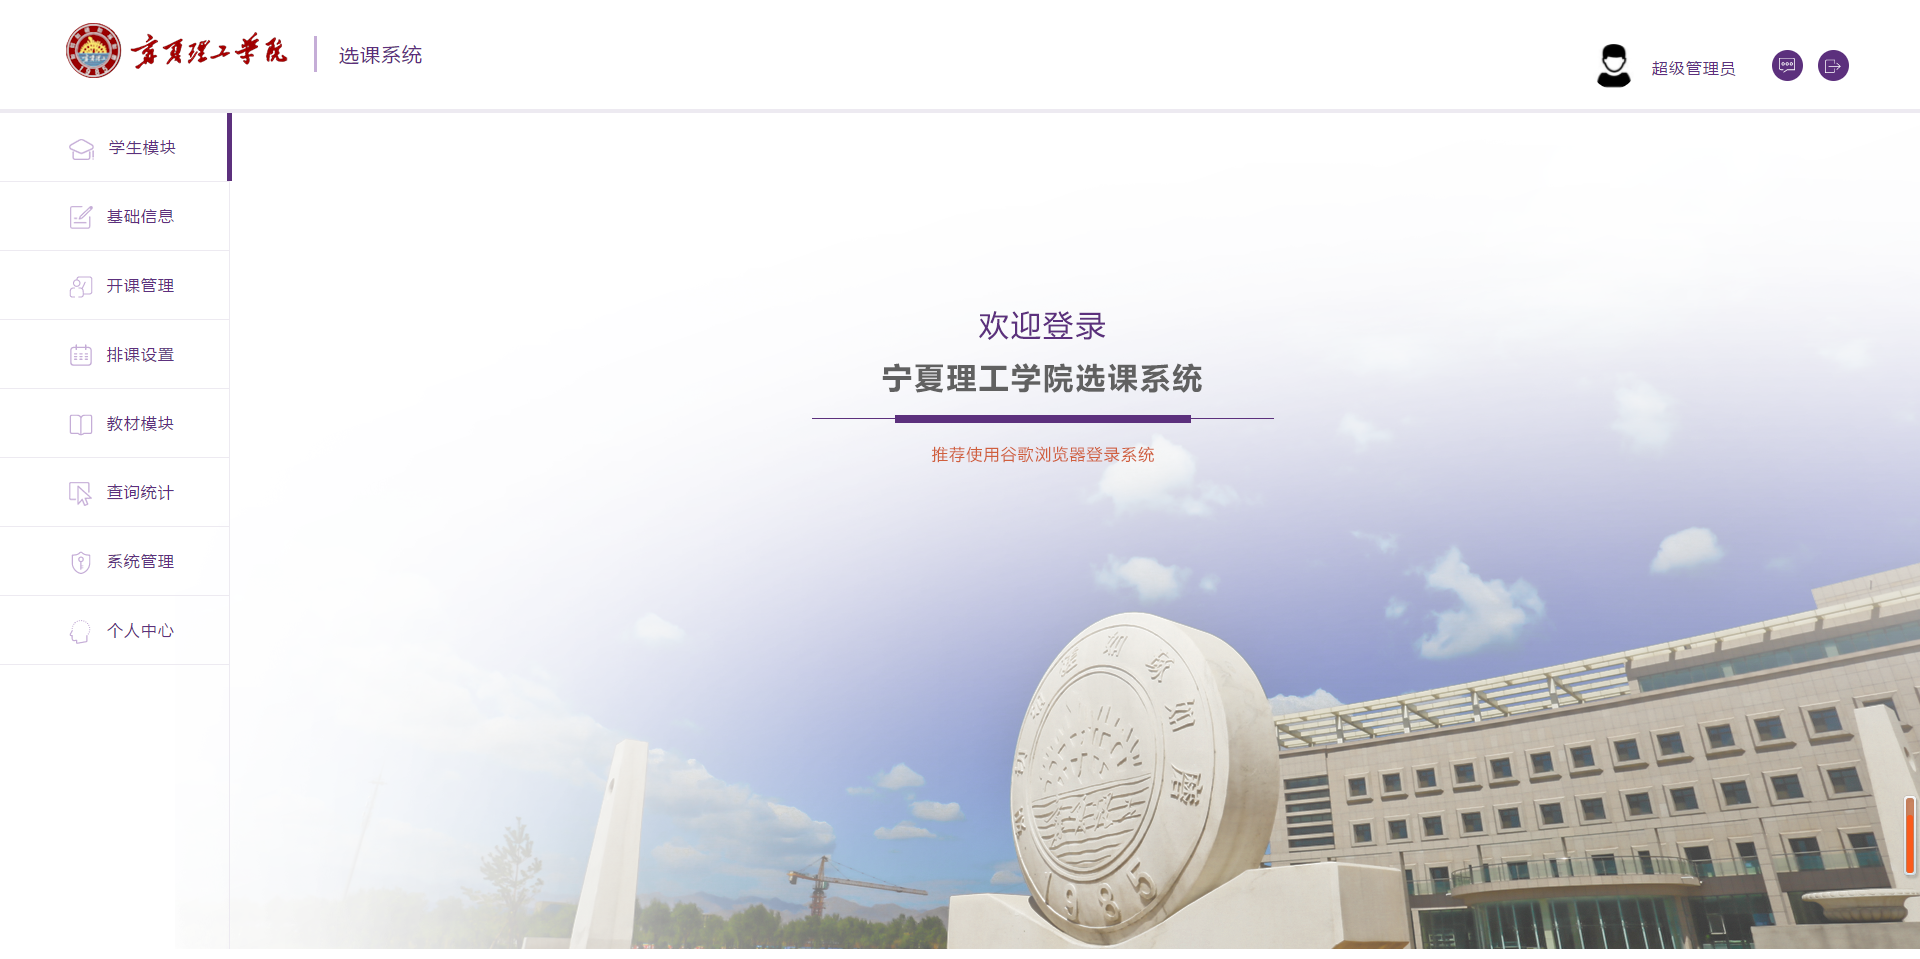 宁夏理工学院
选课系统
超级管理员
学生模块
基础信息
开课管理
排课设置
教材模块
查询统计
系统管理
个人中心
欢迎登录
宁夏理工学院选课系统
推荐使用谷歌浏览器登录系统
1985